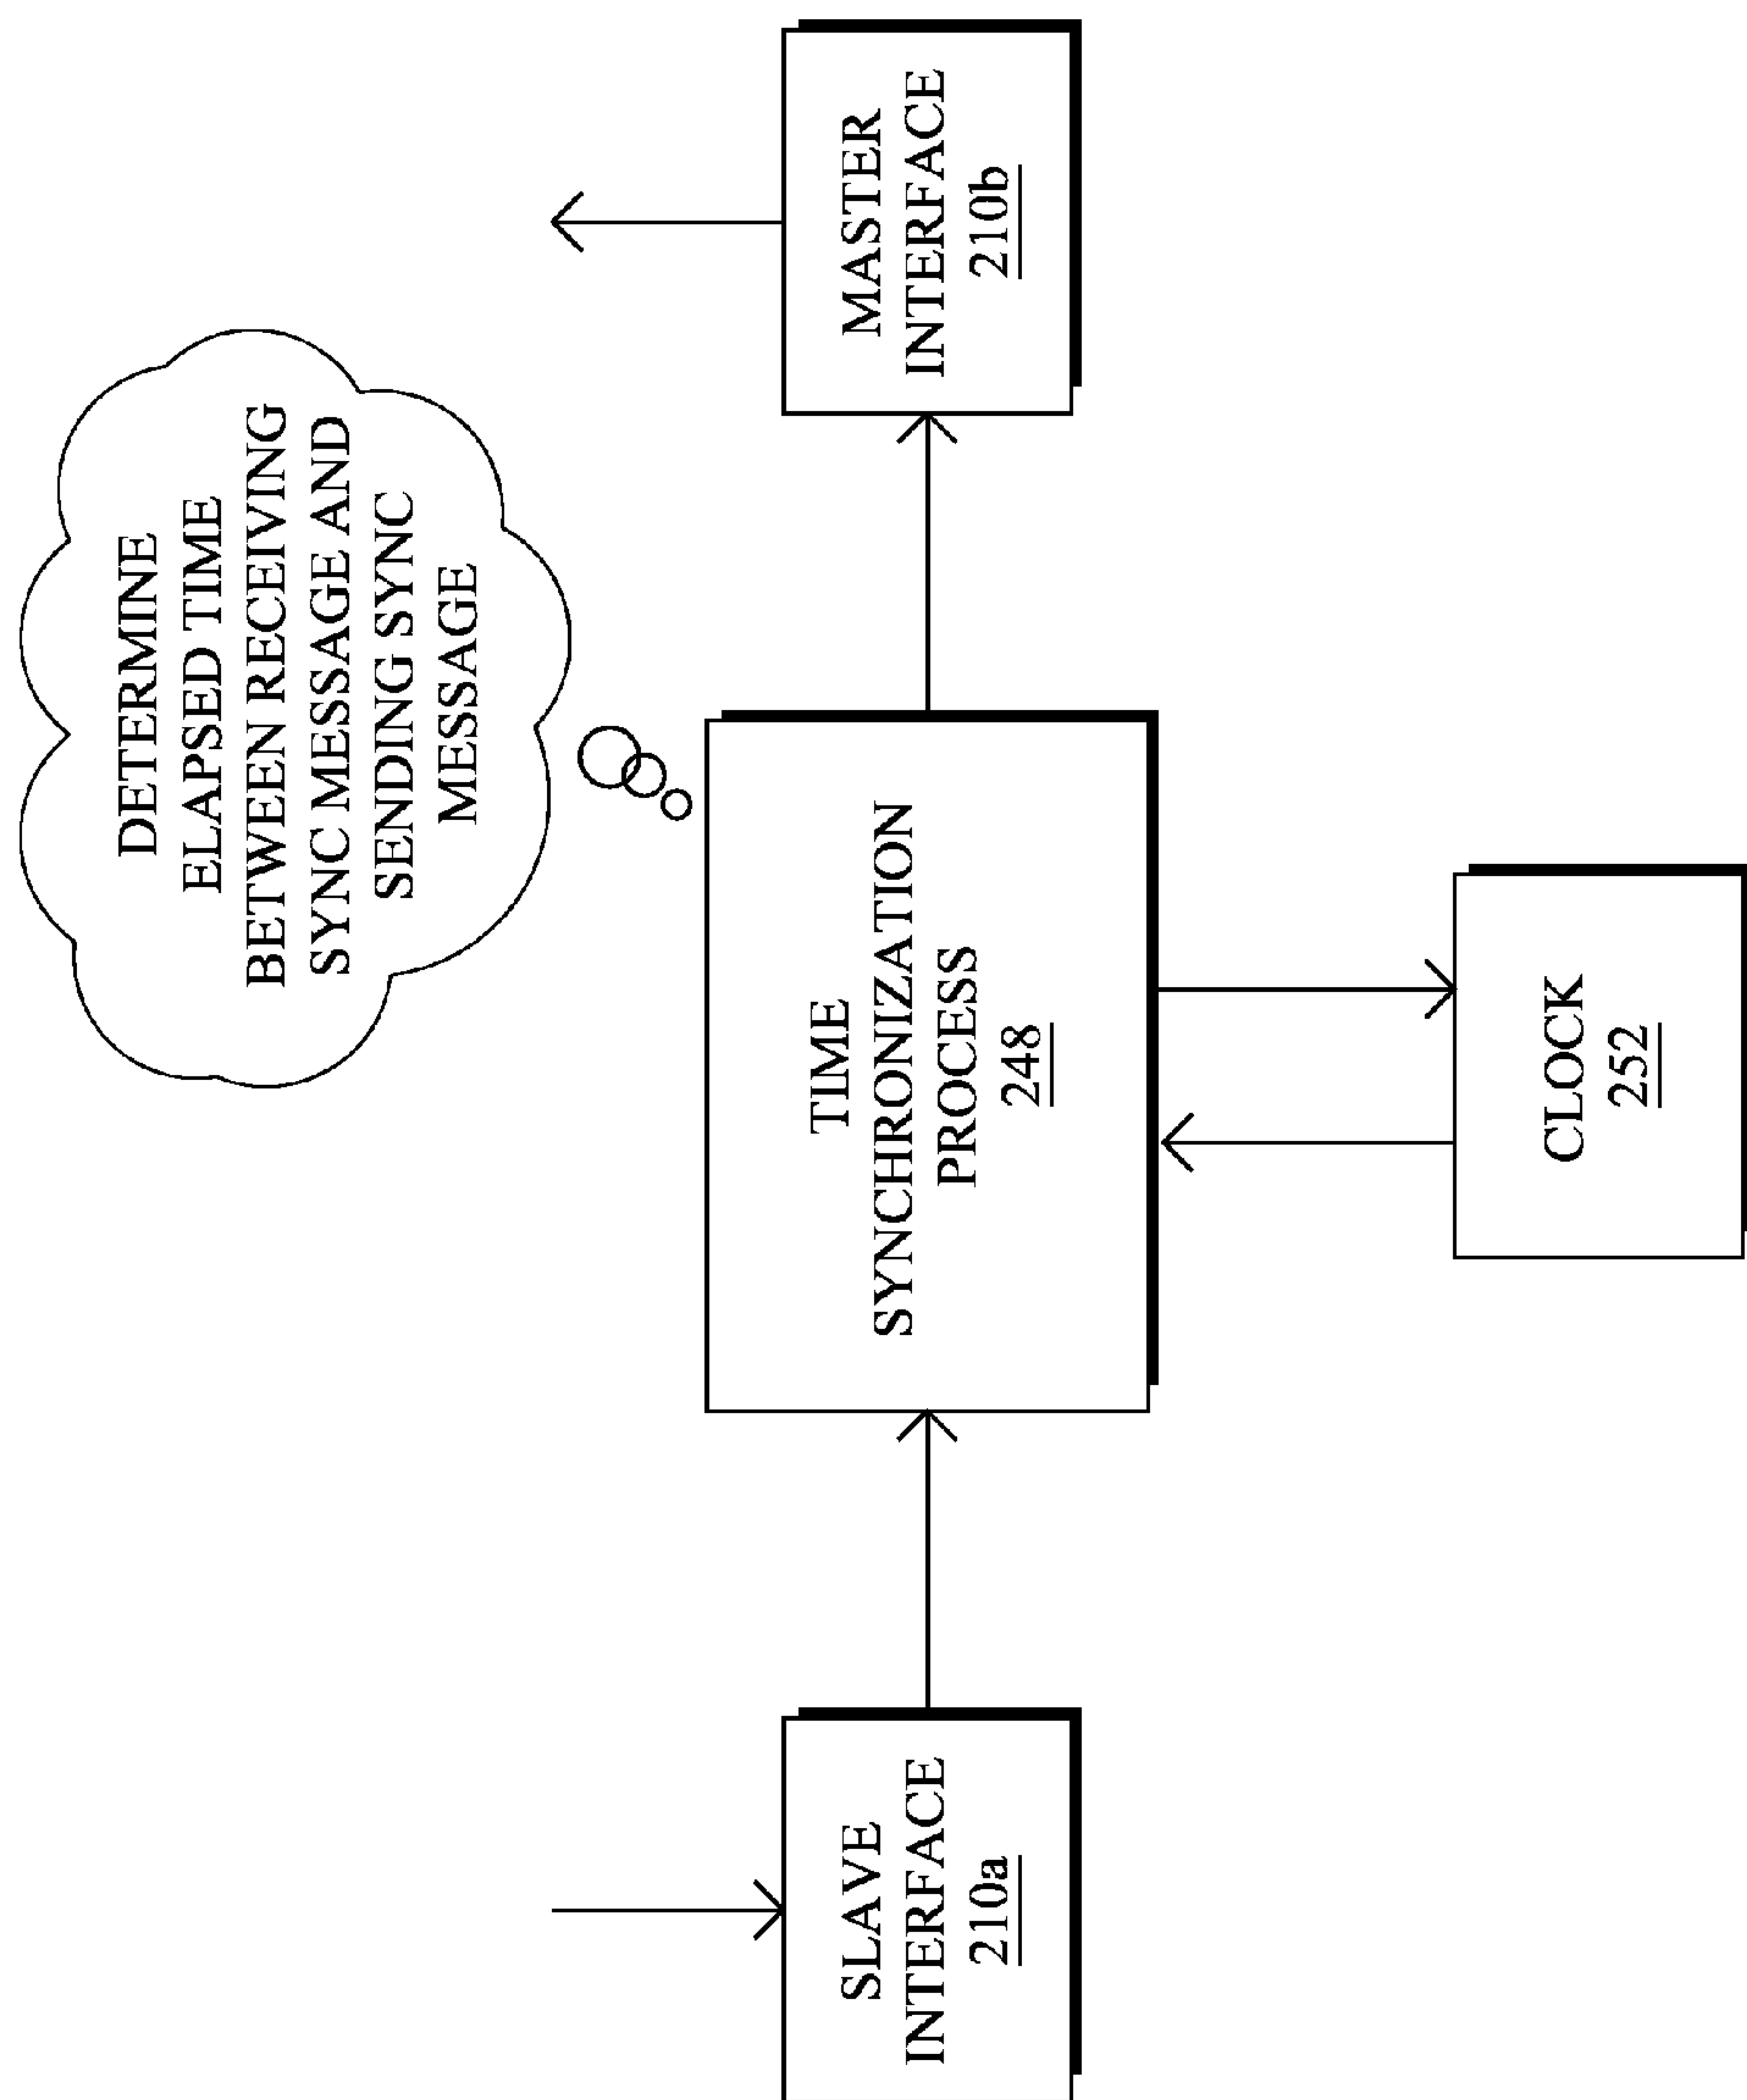 DETERMINE
ELAPSED TIME
BETWEEN RECEIVING
SYNC MESSAGE AND
SENDING SYNC
MESSAGE
SLAVE
INTERFACE
210a
TIME
SYNCHRONIZATION
PROCESS
248
MASTER
INTERFACE
210b
CLOCK
252